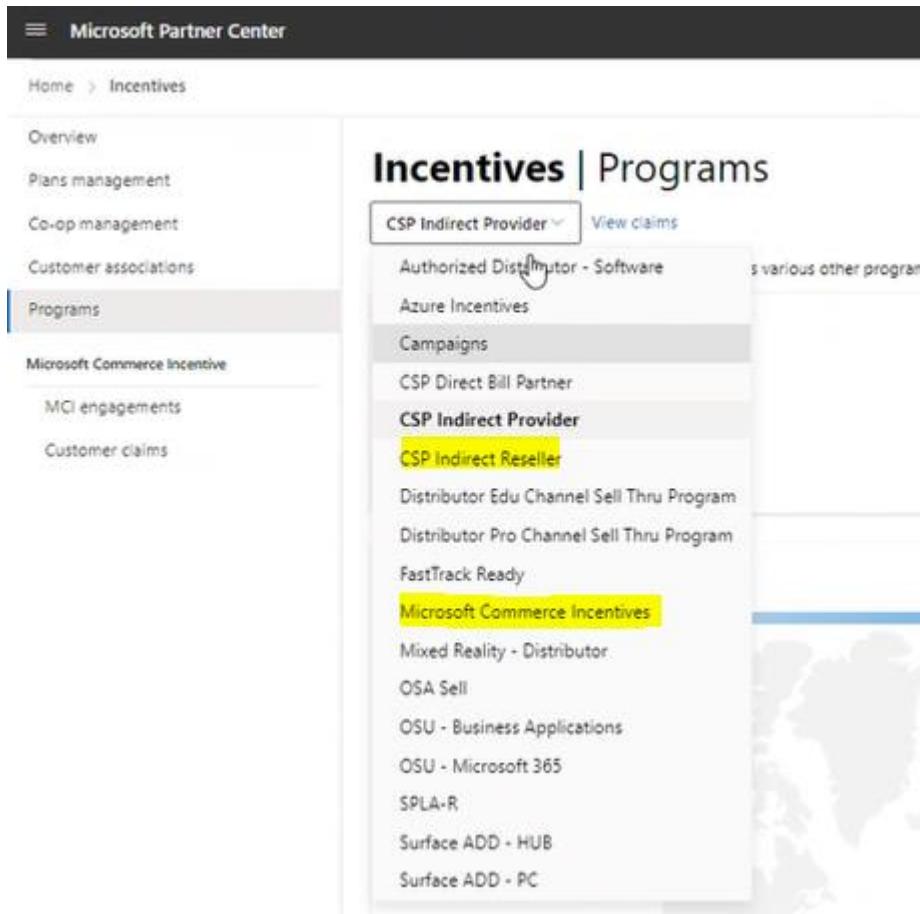 Microsoft Partner Center
Home > Incentives
Overview
Plans management
Co-op management
Customer associations
Programs
Microsoft Commerce Incentive
MCI engagements
Customer claims
Incentives | Programs
CSP Indirect Provider
View claims
s various other program
Authorized Distributor - Software
Azure Incentives
Campaigns
CSP Direct Bill Partner
CSP Indirect Provider
CSP Indirect Reseller
Distributor Edu Channel Sell Thru Program
Distributor Pro Channel Sell Thru Program
FastTrack Ready
Microsoft Commerce Incentives
Mixed Reality - Distributor
OSA Sell
OSU - Business Applications
OSU - Microsoft 365
SPLA-R
Surface ADD - HUB
Surface ADD - PC